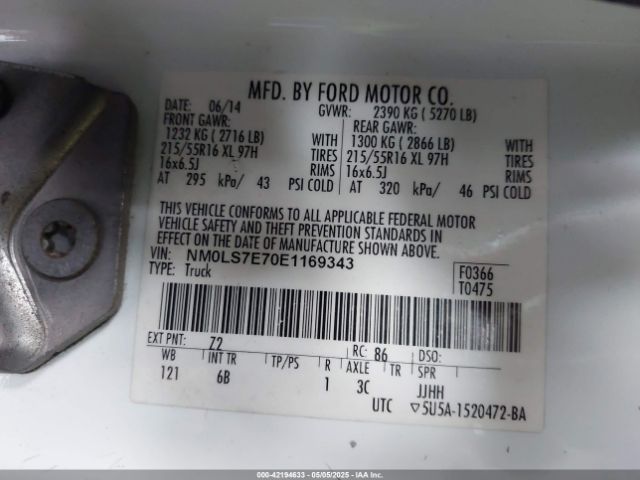 MFD. BY FORD MOTOR CO.
DATE: 06/14 GVWR: 2390 KG (5270 LB)
FRONT GAWR: REAR GAWR:
1232 KG (2716 LB) WITH 1300 KG (2866 LB) WITH
215/55R16 XL 97H TIRES 215/55R16 XL 97H TIRES
16x6.5J RIMS 16x6.5J RIMS
AT 295 kPa/ 43 PSI COLD AT 320 kPa/ 46 PSI COLD
THIS VEHICLE CONFORMS TO ALL APPLICABLE FEDERAL MOTOR
VEHICLE SAFETY AND THEFT PREVENTION STANDARDS IN
EFFECT ON THE DATE OF MANUFACTURE SHOWN ABOVE.
VIN: NM0LS7E70E1169343 F0366
TYPE: Truck T0475
EXT PNT: 72 RC: 86 DSO:
WB INT TR TP/PS R AXLE TR SPR
121 6B 1 3C JJHH
UTC ▽5U5A-1520472-BA
000-42194633 - 05/05/2025 - IAAI.COM